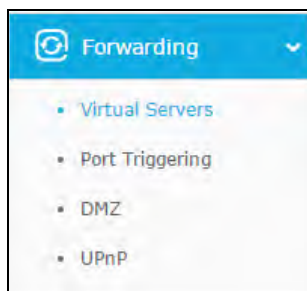 Forwarding
Virtual Servers
Port Triggering
DMZ
UPnP